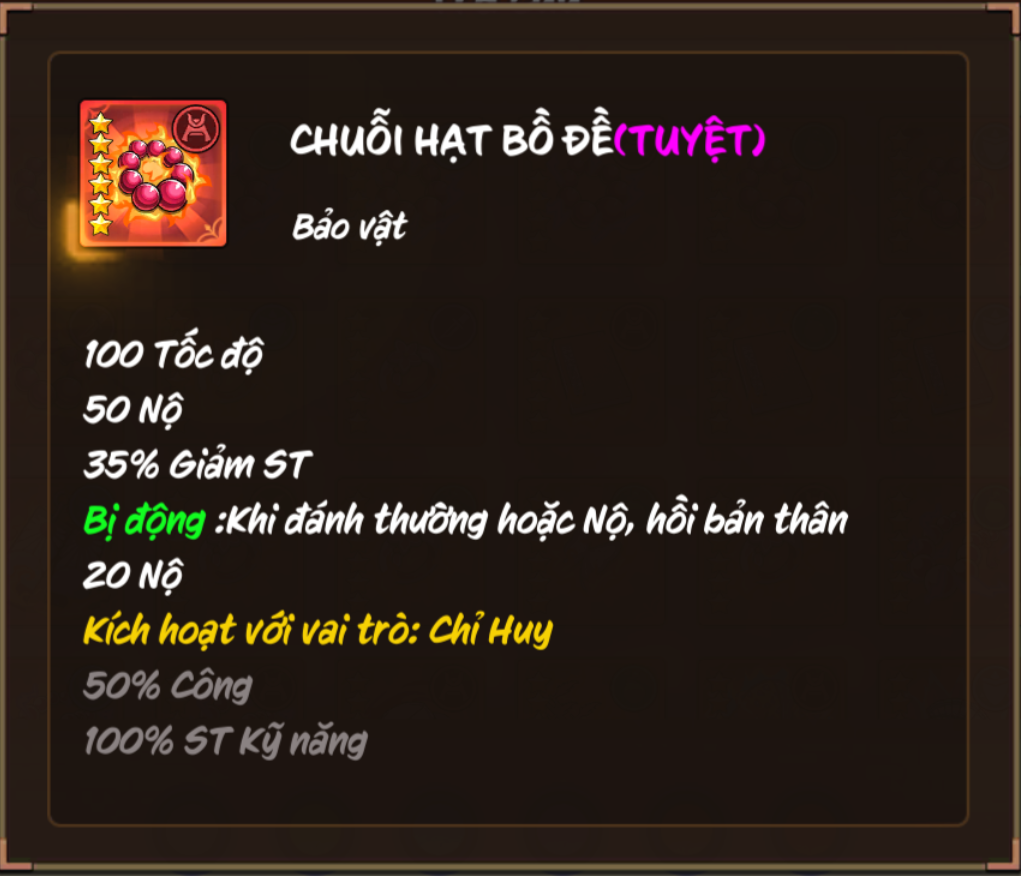 CHUỖI HẠT BỒ ĐỀ(TUYỆT)
Bảo vật
100 Tốc độ
50 Nộ
35% Giảm ST
Bị động :Khi đánh thường hoặc Nộ, hồi bản thân
20 Nộ
Kích hoạt với vai trò: Chỉ Huy
50% Công
100% ST Kỹ năng